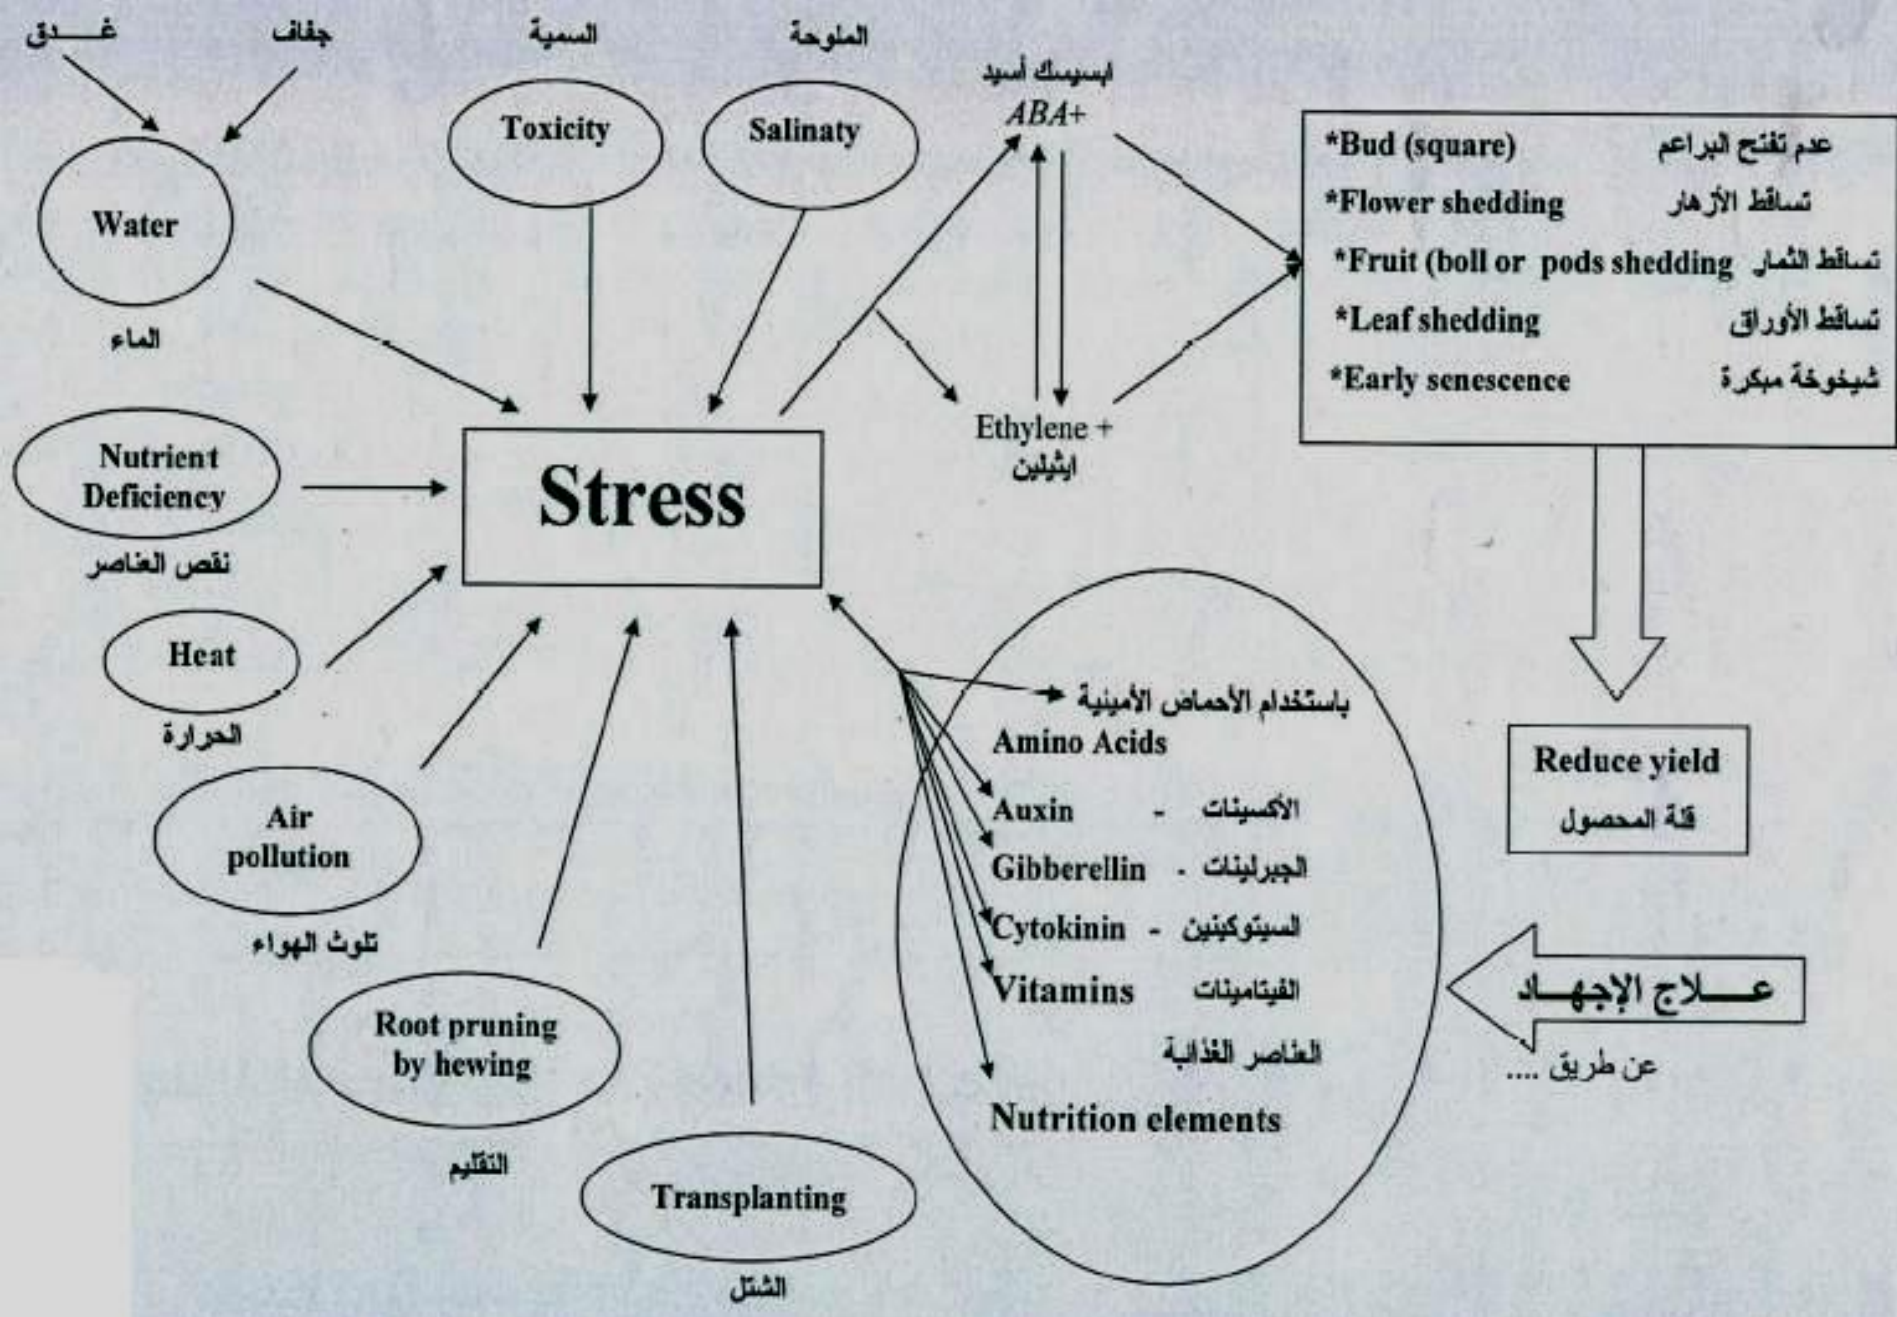 غــــدق
جفاف
السمية
الملوحة
Water
الماء
Toxicity
Salinaty
ابسيسك أسيد
ABA+
Ethylene +
ايثيلين
*Bud (square) عدم تفتح البراعم
*Flower shedding تساقط الأزهار
*Fruit (boll or pods shedding تساقط الثمار
*Leaf shedding تساقط الأوراق
*Early senescence شيخوخة مبكرة
Nutrient
Deficiency
نقص العناصر
Stress
Heat
الحرارة
Air
pollution
تلوث الهواء
Root pruning
by hewing
التقليم
Transplanting
الشتل
باستخدام الأحماض الأمينية
Amino Acids
Auxin - الأكسينات
Gibberellin - الجبرلينات
Cytokinin - السيتوكينين
Vitamins الفيتامينات
العناصر الغذائية
Nutrition elements
Reduce yield
قلة المحصول
عــــلاج الإجهــاد
عن طريق ....